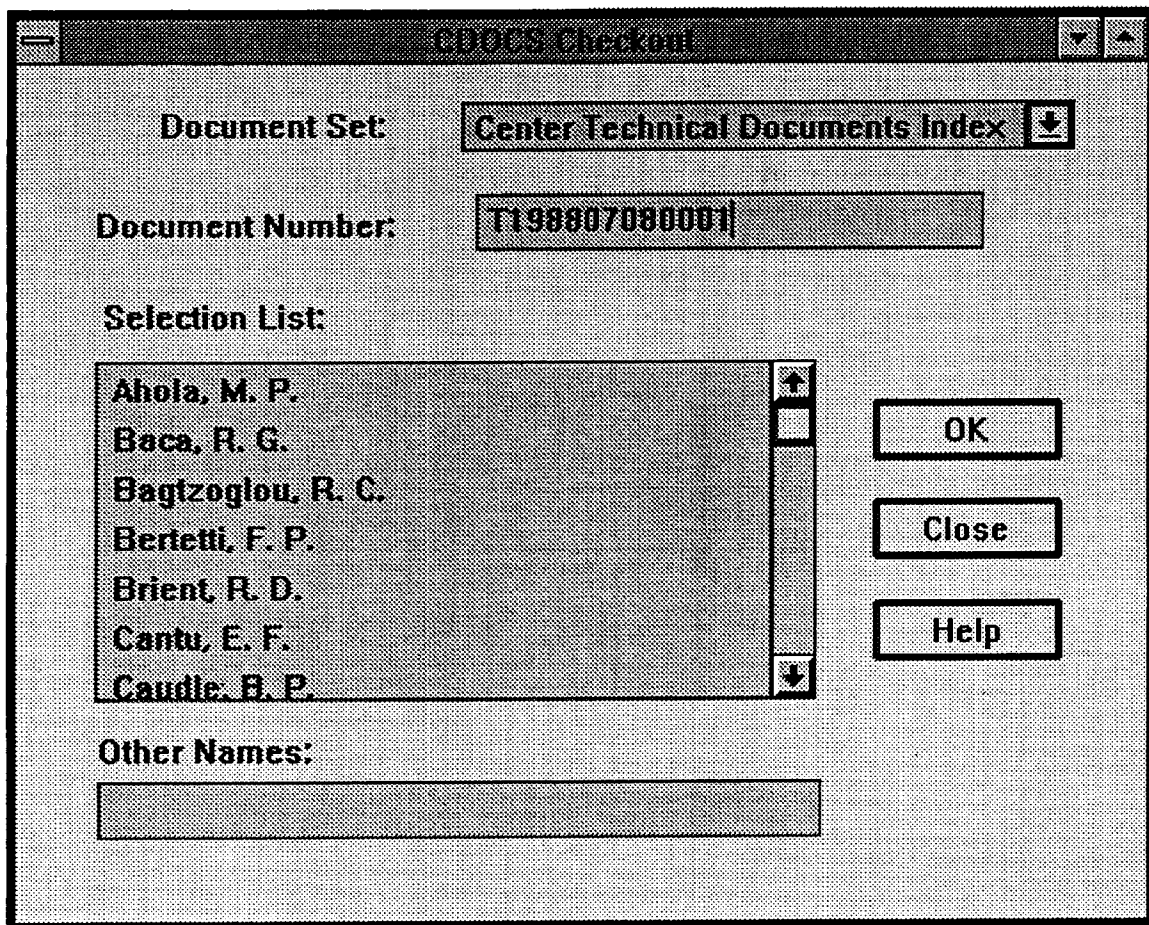 CDOCS Checkout
Document Set: Center Technical Documents Index
Document Number: T198807080001
Selection List:
Ahola, M. P.
Baca, R. G.
Bagtzoglou, R. C.
Bertetti, F. P.
Brient, R. D.
Cantu, E. F.
Caudle, B. P.
OK
Close
Help
Other Names: